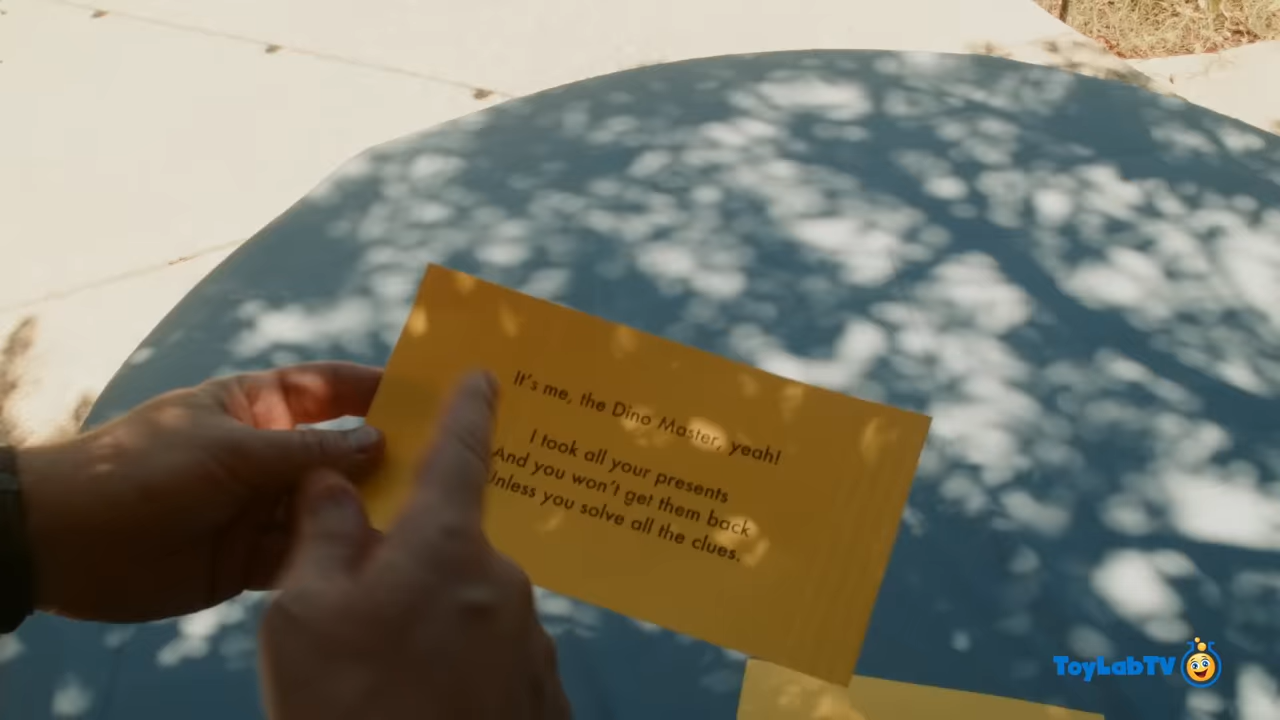 It's me, the Dino Master, yeah!
I took all your presents
And you won't get them back
Unless you solve all the clues.
ToyLabTV